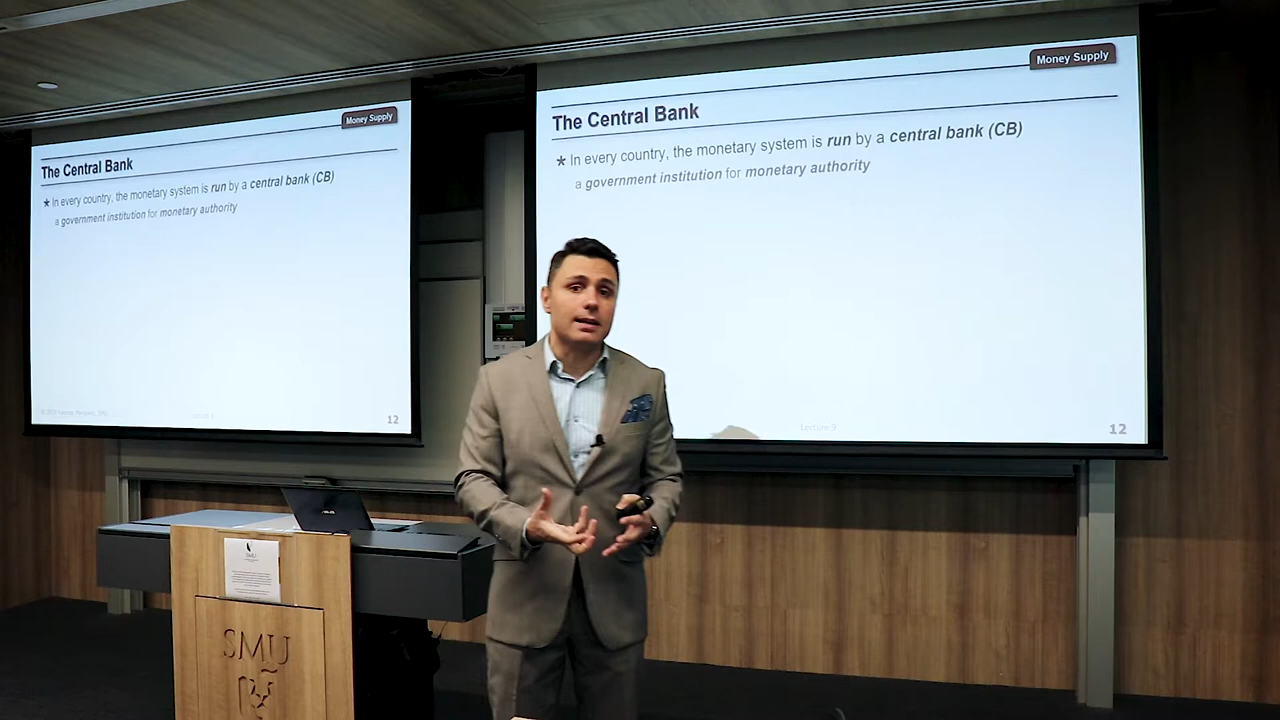 Money Supply
The Central Bank
* In every country, the monetary system is run by a central bank (CB)
a government institution for monetary authority
12
Money Supply
The Central Bank
* In every country, the monetary system is run by a central bank (CB)
a government institution for monetary authority
Lecture 9
12
SMU
SMU